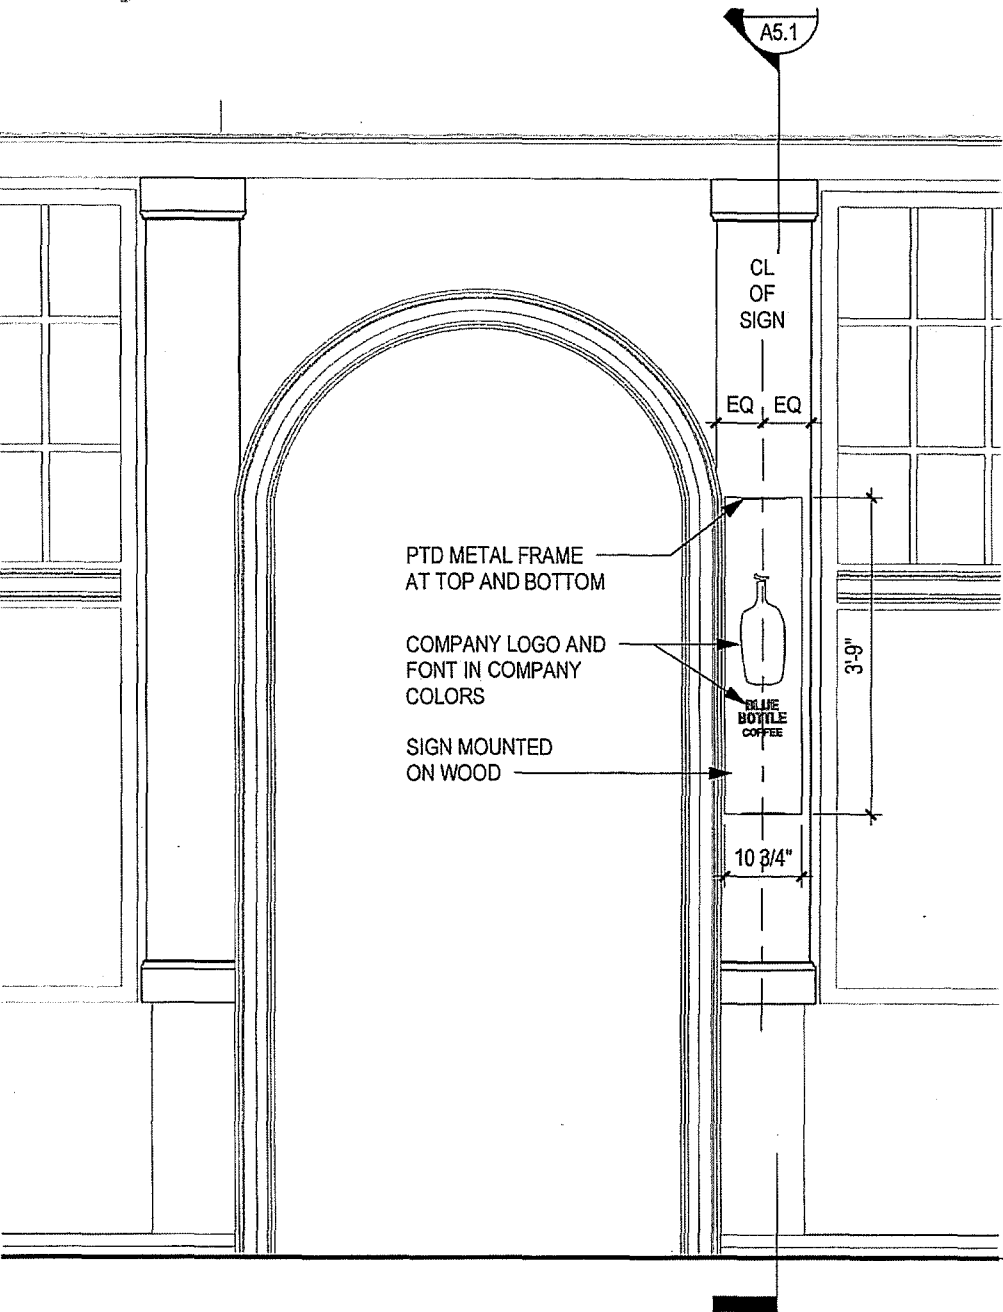 A5.1
CL
OF
SIGN
EQ EQ
PTD METAL FRAME
AT TOP AND BOTTOM
COMPANY LOGO AND
FONT IN COMPANY
COLORS
3'-9"
BLUE
BOTTLE
COFFEE
SIGN MOUNTED
ON WOOD
10 3/4"